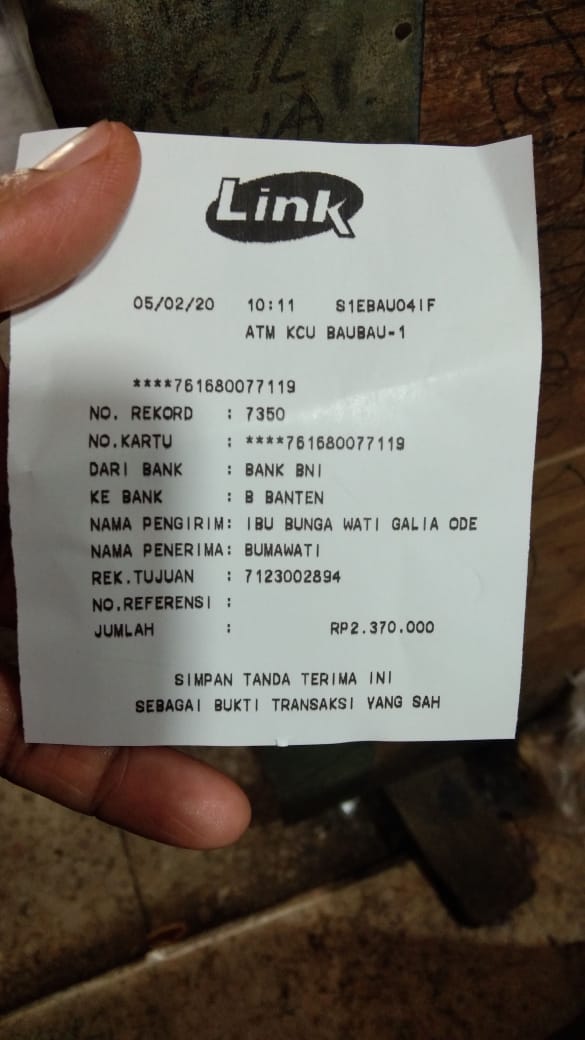 Link
05/02/20 10:11 S1EBAU041F
ATM KCU BAUBAU-1
****761680077119
NO. REKORD : 7350
NO.KARTU : ****761680077119
DARI BANK : BANK BNI
KE BANK : B BANTEN
NAMA PENGIRIM: IBU BUNGA WATI GALIA ODE
NAMA PENERIMA: BUMAWATI
REK.TUJUAN : 7123002894
NO.REFERENSI :
JUMLAH : RP2.370.000
SIMPAN TANDA TERIMA INI
SEBAGAI BUKTI TRANSAKSI YANG SAH